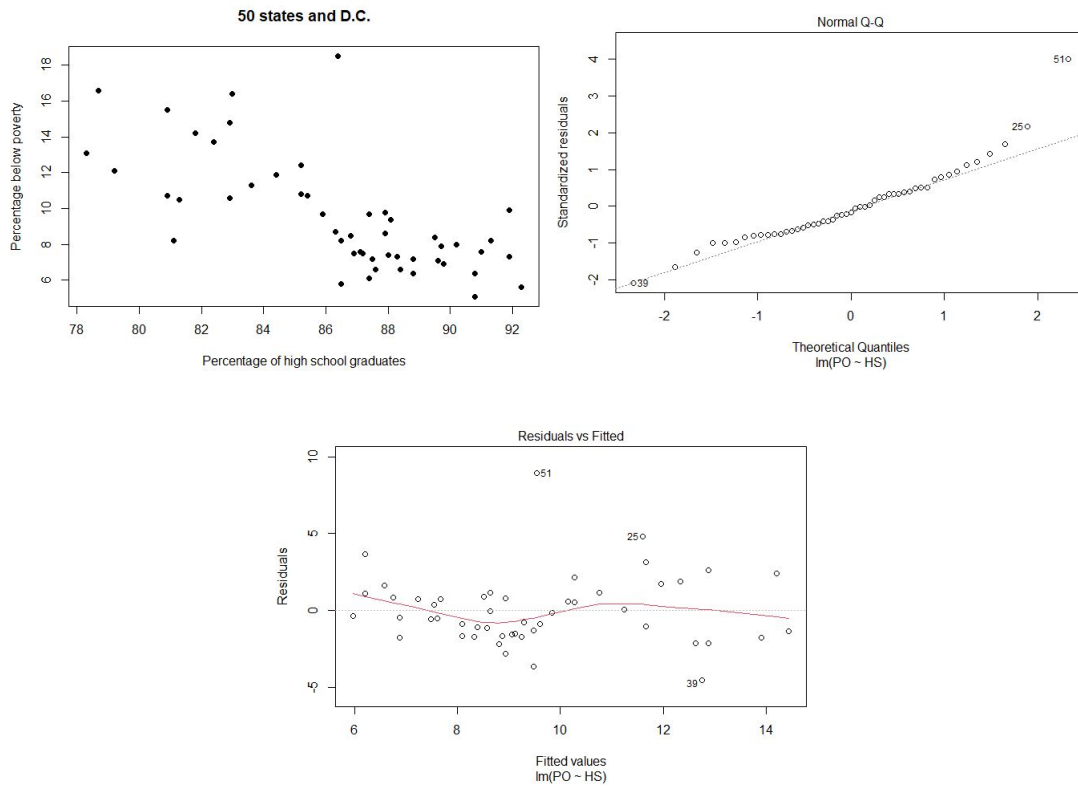 50 states and D.C.
Percentage below poverty
18
16
14
12
10
8
6
78 80 82 84 86 88 90 92
Percentage of high school graduates
Normal Q-Q
Standardized residuals
4
3
2
1
0
-1
-2
51
25
39
-2 -1 0 1 2
Theoretical Quantiles
lm(PO ~ HS)
Residuals vs Fitted
Residuals
10
5
0
-5
51
25
39
6 8 10 12 14
Fitted values
lm(PO ~ HS)